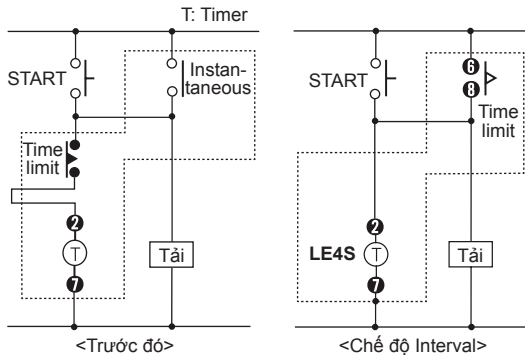 T: Timer
START
Instan-
taneous
Time
limit
2
T
7
Tải
<Trước đó>
START
6
8
Time
limit
2
LE4S
T
7
Tải
<Chế độ Interval>